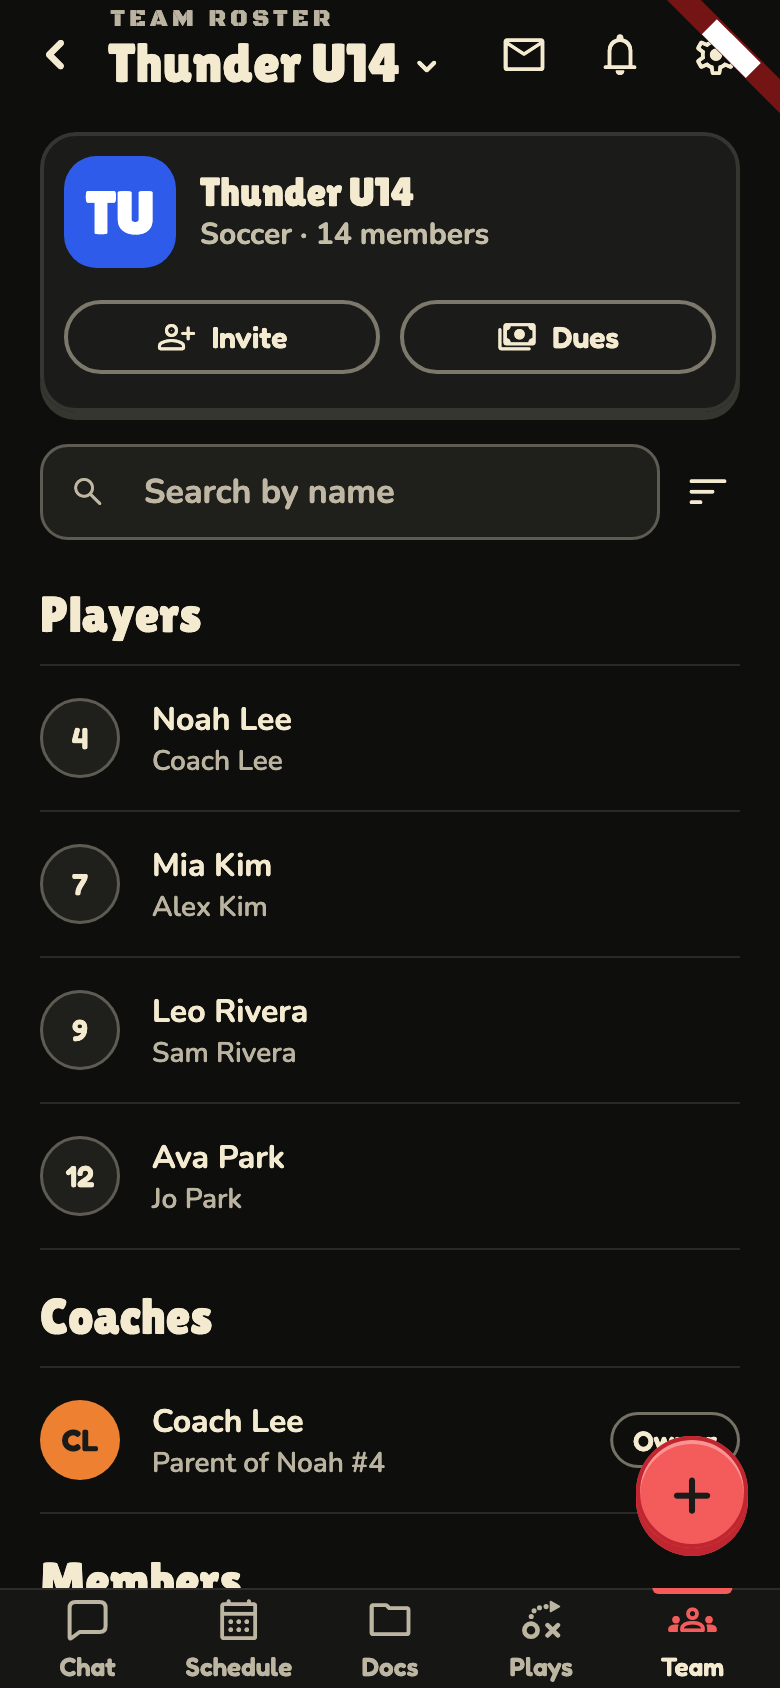 TEAM ROSTER
Thunder U14
TU
Thunder U14
Soccer · 14 members
Invite
Dues
Search by name
Players
4
Noah Lee
Coach Lee
7
Mia Kim
Alex Kim
9
Leo Rivera
Sam Rivera
12
Ava Park
Jo Park
Coaches
CL
Coach Lee
Parent of Noah #4
Members
Chat
Schedule
Docs
Plays
Team